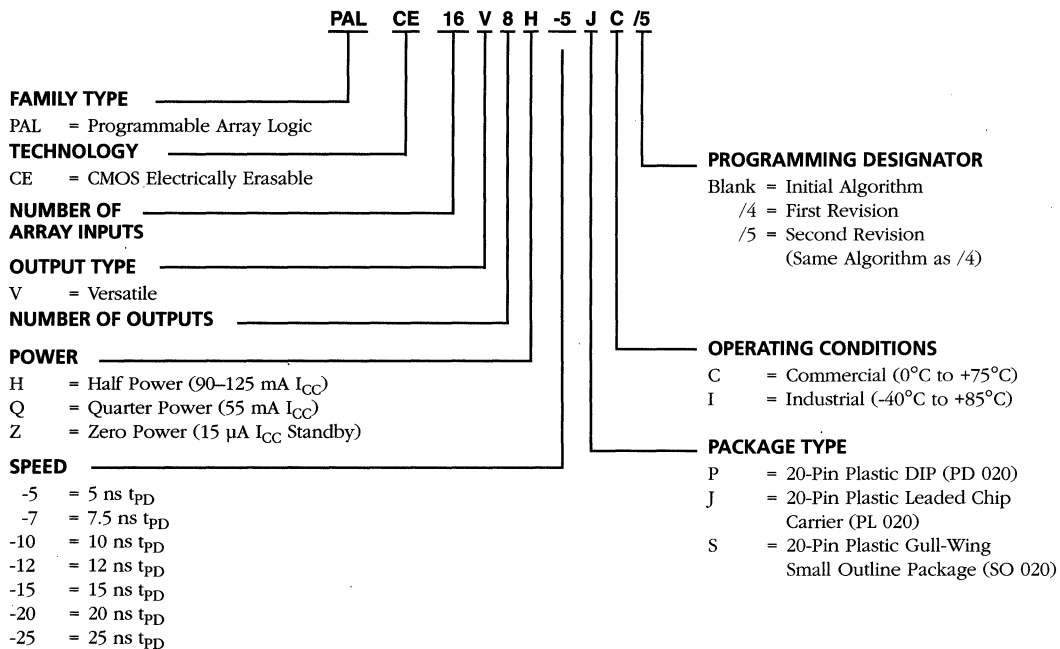 PAL CE 16 V 8 H -5 J C /5
FAMILY TYPE
PAL = Programmable Array Logic
TECHNOLOGY
CE = CMOS Electrically Erasable
NUMBER OF
ARRAY INPUTS
OUTPUT TYPE
V = Versatile
NUMBER OF OUTPUTS
POWER
H = Half Power (90–125 mA ICC)
Q = Quarter Power (55 mA ICC)
Z = Zero Power (15 µA ICC Standby)
SPEED
-5 = 5 ns tPD
-7 = 7.5 ns tPD
-10 = 10 ns tPD
-12 = 12 ns tPD
-15 = 15 ns tPD
-20 = 20 ns tPD
-25 = 25 ns tPD
PROGRAMMING DESIGNATOR
Blank = Initial Algorithm
/4 = First Revision
/5 = Second Revision
(Same Algorithm as /4)
OPERATING CONDITIONS
C = Commercial (0°C to +75°C)
I = Industrial (-40°C to +85°C)
PACKAGE TYPE
P = 20-Pin Plastic DIP (PD 020)
J = 20-Pin Plastic Leaded Chip
Carrier (PL 020)
S = 20-Pin Plastic Gull-Wing
Small Outline Package (SO 020)